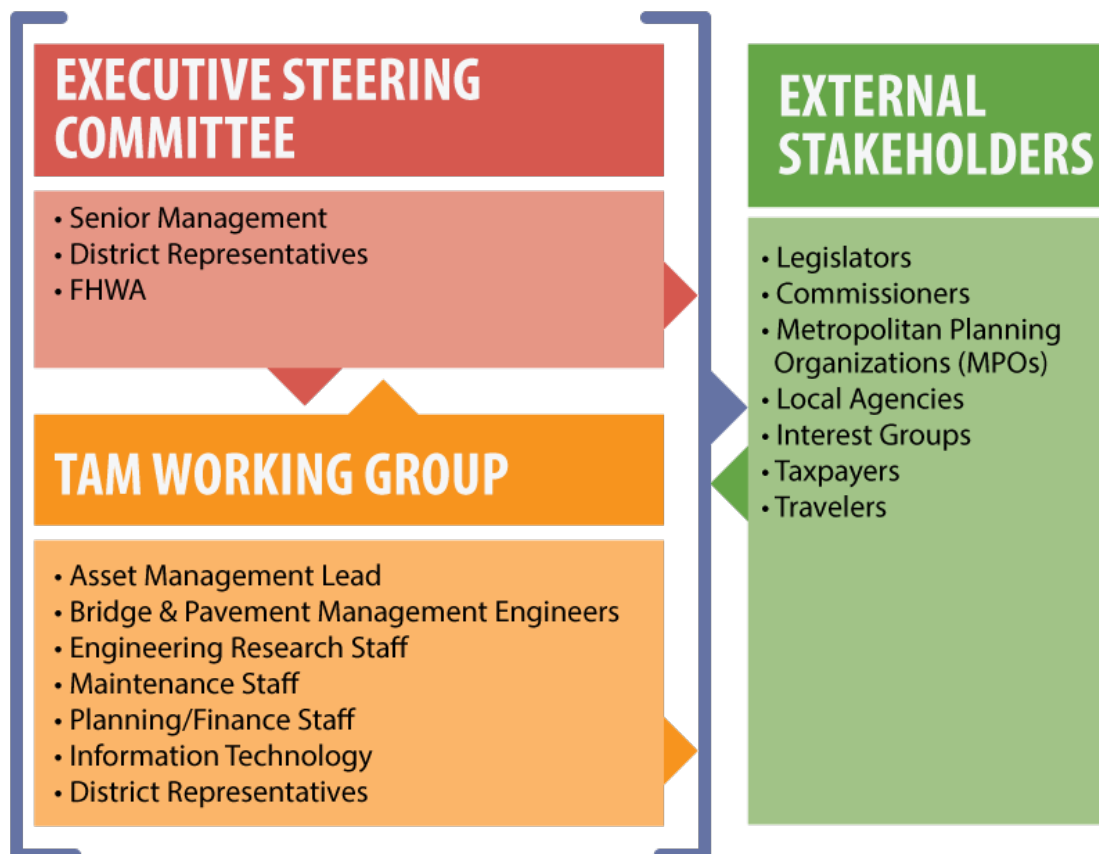 EXECUTIVE STEERING
COMMITTEE
• Senior Management
• District Representatives
• FHWA
TAM WORKING GROUP
• Asset Management Lead
• Bridge & Pavement Management Engineers
• Engineering Research Staff
• Maintenance Staff
• Planning/Finance Staff
• Information Technology
• District Representatives
EXTERNAL
STAKEHOLDERS
• Legislators
• Commissioners
• Metropolitan Planning
Organizations (MPOs)
• Local Agencies
• Interest Groups
• Taxpayers
• Travelers